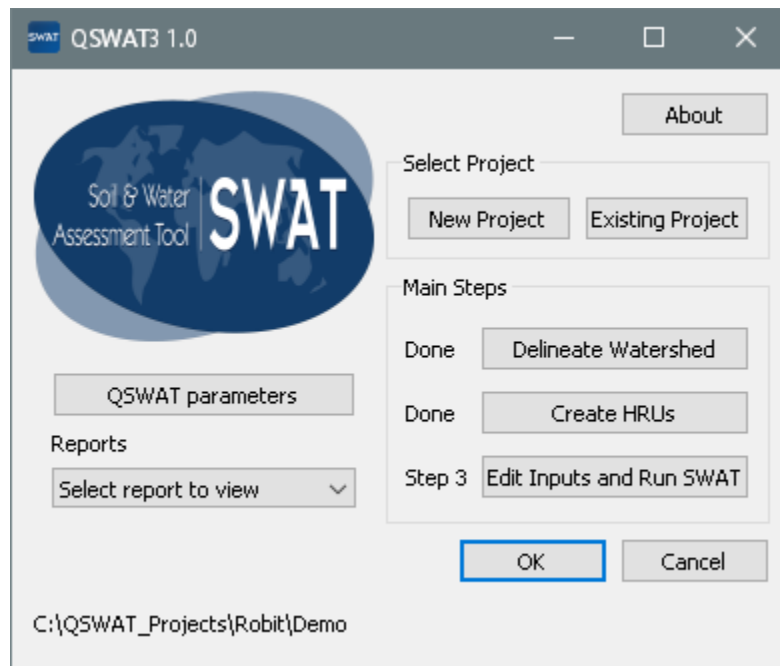 SWAT QSWAT3 1.0
About
Soil & Water
Assessment Tool
SWAT
Select Project
New Project Existing Project
Main Steps
Done Delineate Watershed
QSWAT parameters
Done Create HRUs
Reports
Select report to view
Step 3 Edit Inputs and Run SWAT
OK Cancel
C:\QSWAT_Projects\Robit\Demo